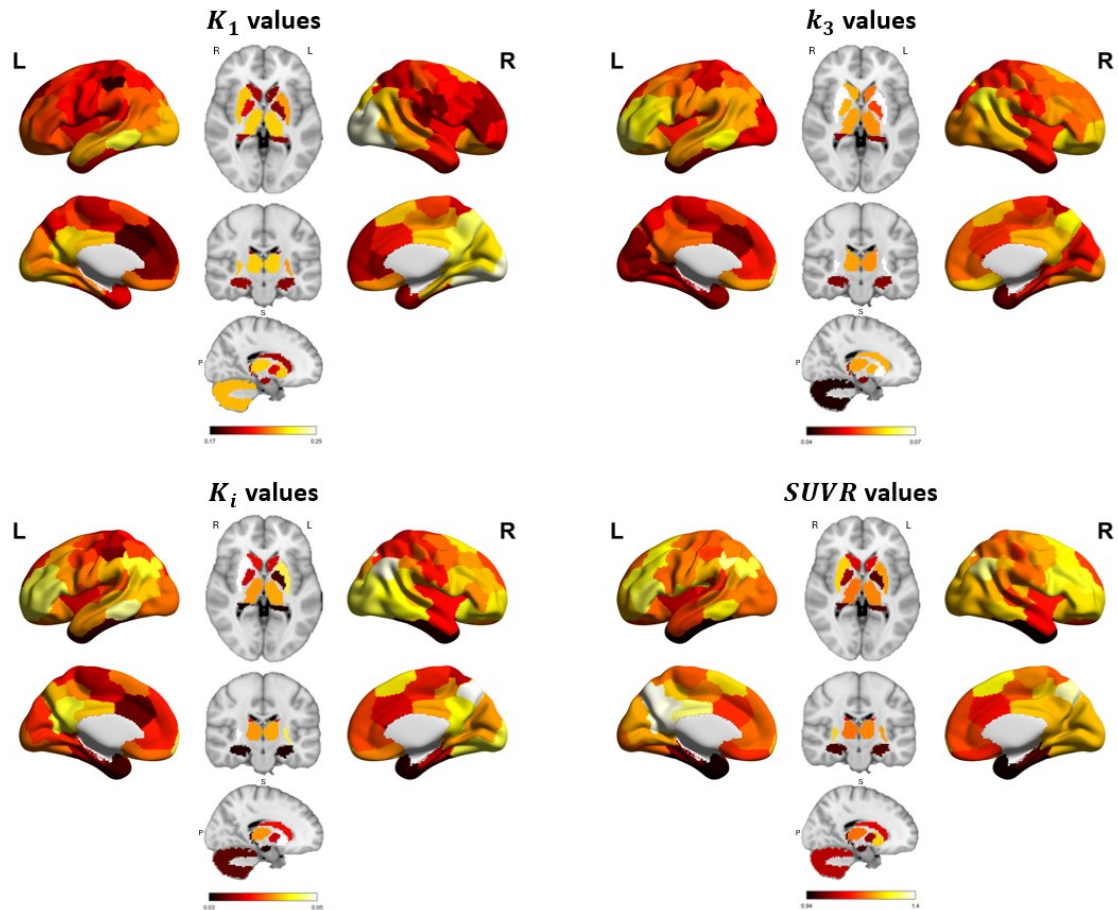 K₁ values
k₃ values
R L
R L
L R
L R
S
S
P
P
0.17 0.25
0.04 0.07
K_i values
SUVR values
R L
R L
L R
L R
S
S
P
P
0.03 0.05
0.94 1.4